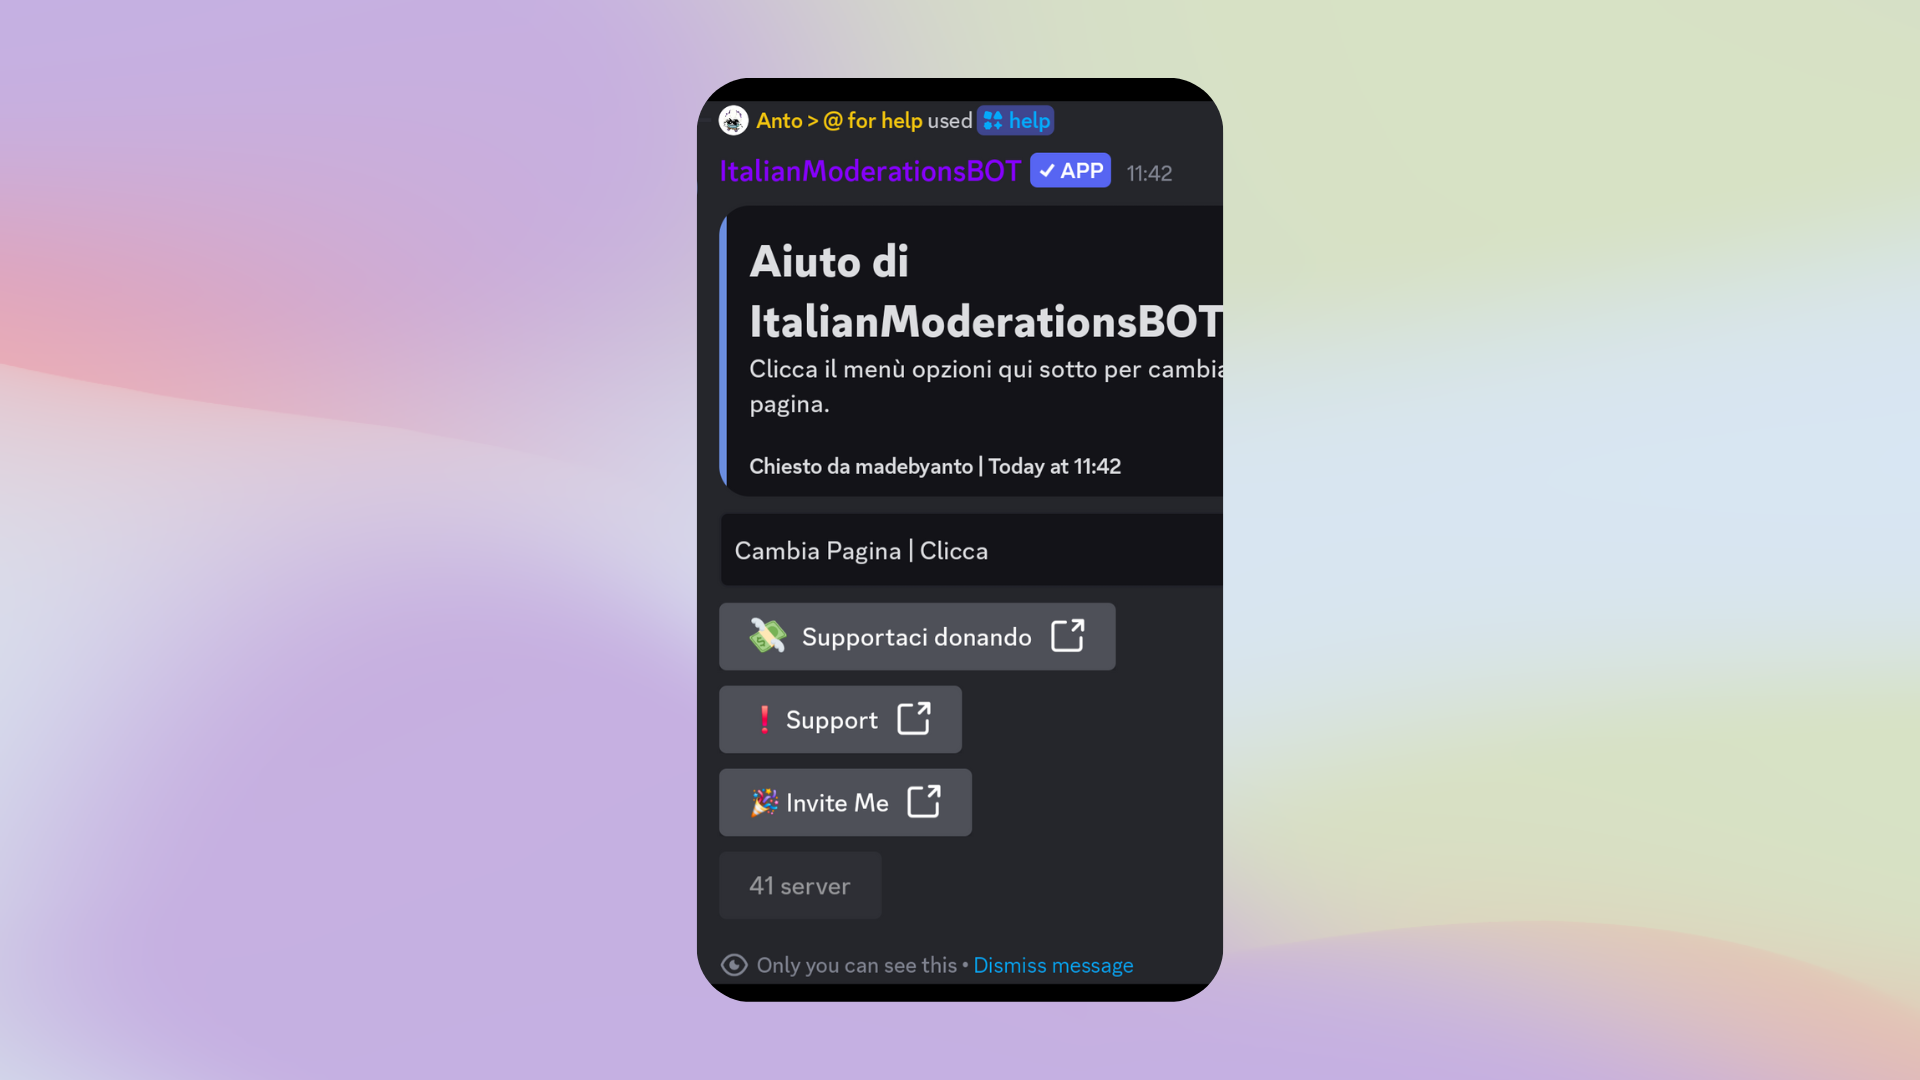 Anto > @ for help used help
ItalianModerationsBOT ✓ APP 11:42
Aiuto di
ItalianModerationsBOT
Clicca il menù opzioni qui sotto per cambia
pagina.
Chiesto da madebyanto | Today at 11:42
Cambia Pagina | Clicca
Supportaci donando
❗ Support
Invite Me
41 server
Only you can see this • Dismiss message